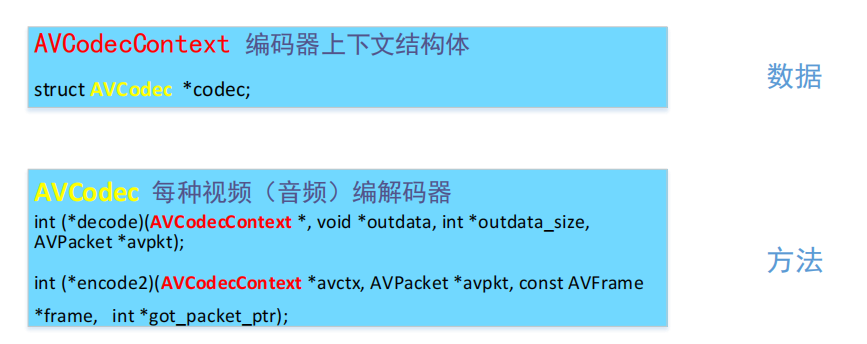 AVCodecContext 编码器上下文结构体
struct AVCodec *codec;
数据
AVCodec 每种视频（音频）编解码器
int (*decode)(AVCodecContext *, void *outdata, int *outdata_size,
AVPacket *avpkt);
int (*encode2)(AVCodecContext *avctx, AVPacket *avpkt, const AVFrame
*frame, int *got_packet_ptr);
方法